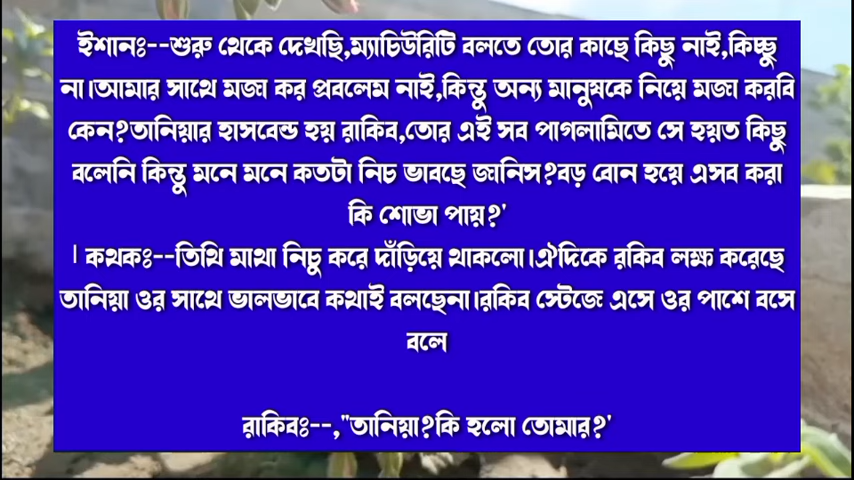 ইশানঃ--শুরু থেকে দেখছি,ম্যাচিউরিটি বলতে তোর কাছে কিছু নাই,কিচ্ছু
না।আমার সাথে মজা কর প্রবলেম নাই,কিন্তু অন্য মানুষকে নিয়ে মজা করবি
কেন?তানিয়ার হাসবেন্ড হয় রাকিব,তোর এই সব পাগলামিতে সে হয়ত কিছু
বলেনি কিন্তু মনে মনে কতটা নিচ ভাবছে জানিস?বড় বোন হয়ে এসব করা
কি শোভা পায়?'
| কথকঃ--তিথি মাথা নিচু করে দাঁড়িয়ে থাকলো।ঐদিকে রকিব লক্ষ করেছে
তানিয়া ওর সাথে ভালভাবে কথাই বলছেনা।রকিব স্টেজে এসে ওর পাশে বসে
বলে
রাকিবঃ--,"তানিয়া?কি হলো তোমার?'